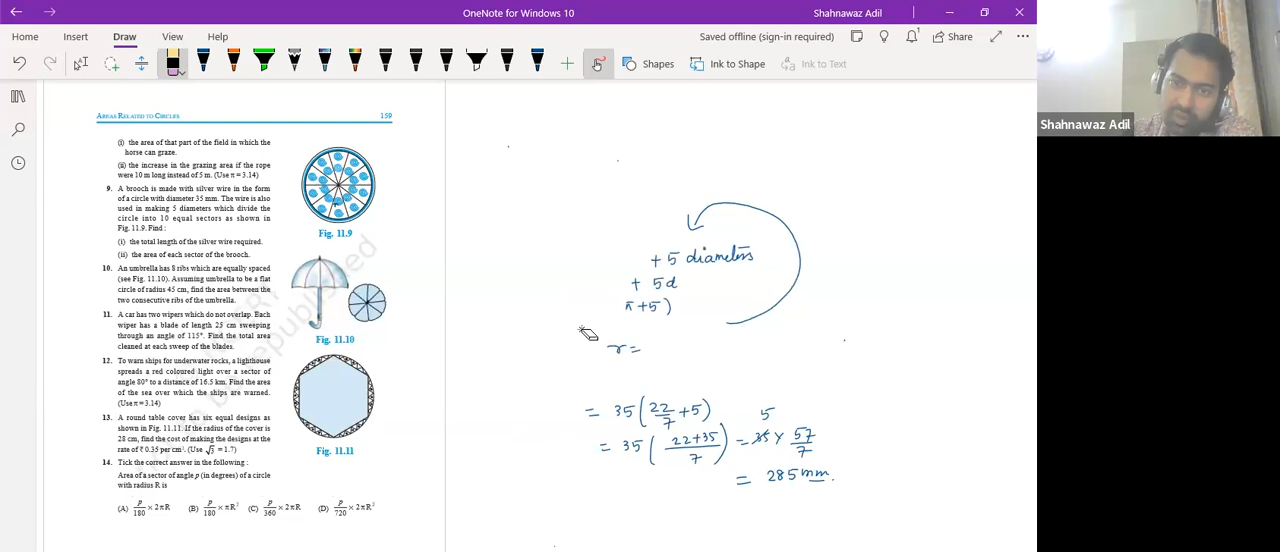 OneNote for Windows 10
Shahnawaz Adil
Home Insert Draw View Help
Saved offline (sign-in required)
Share
Shapes
Ink to Shape
Ink to Text
AREAS RELATED TO CIRCLES 159
(i) the area of that part of the field in which the
horse can graze.
(ii) the increase in the grazing area if the rope
were 10 m long instead of 5 m. (Use π = 3.14)
9. A brooch is made with silver wire in the form
of a circle with diameter 35 mm. The wire is also
used in making 5 diameters which divide the
circle into 10 equal sectors as shown in
Fig. 11.9. Find :
(i) the total length of the silver wire required.
(ii) the area of each sector of the brooch.
Fig. 11.9
10. An umbrella has 8 ribs which are equally spaced
(see Fig. 11.10). Assuming umbrella to be a flat
circle of radius 45 cm, find the area between the
two consecutive ribs of the umbrella.
Fig. 11.10
11. A car has two wipers which do not overlap. Each
wiper has a blade of length 25 cm sweeping
through an angle of 115°. Find the total area
cleaned at each sweep of the blades.
12. To warn ships for underwater rocks, a lighthouse
spreads a red coloured light over a sector of
angle 80° to a distance of 16.5 km. Find the area
of the sea over which the ships are warned.
(Use π = 3.14)
13. A round table cover has six equal designs as
shown in Fig. 11.11. If the radius of the cover is
28 cm, find the cost of making the designs at the
rate of ₹ 0.35 per cm². (Use √3 = 1.7)
Fig. 11.11
14. Tick the correct answer in the following :
Area of a sector of angle p (in degrees) of a circle
with radius R is
(A) p/180 × 2πR (B) p/180 × πR² (C) p/360 × 2πR (D) p/720 × 2πR²
+ 5 diameters
+ 5d
π + 5)
r =
= 35 (22/7 + 5)
= 35 (22+35/7) = 35 5 × 57/7
= 285 mm.
Shahnawaz Adil